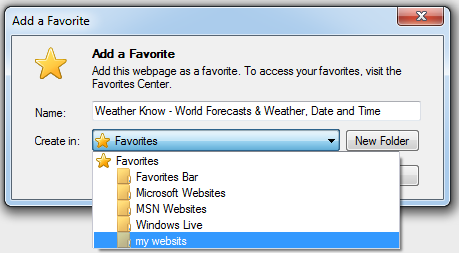 Add a Favorite
Add a Favorite
Add this webpage as a favorite. To access your favorites, visit the
Favorites Center.
Name: Weather Know - World Forecasts & Weather, Date and Time
Create in: Favorites New Folder
Favorites
Favorites Bar
Microsoft Websites
MSN Websites
Windows Live
my websits